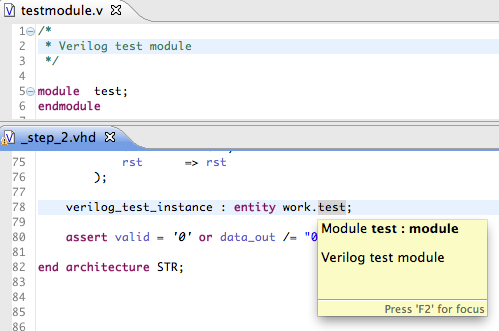 testmodule.v
1 /*
2 * Verilog test module
3 */
4
5 module test;
6 endmodule
_step_2.vhd
75 rst => rst
76 );
77
78 verilog_test_instance : entity work.test;
79
80 assert valid = '0' or data_out /= "0
81
82 end architecture STR;
83
84
85
86
Module test : module
Verilog test module
Press 'F2' for focus